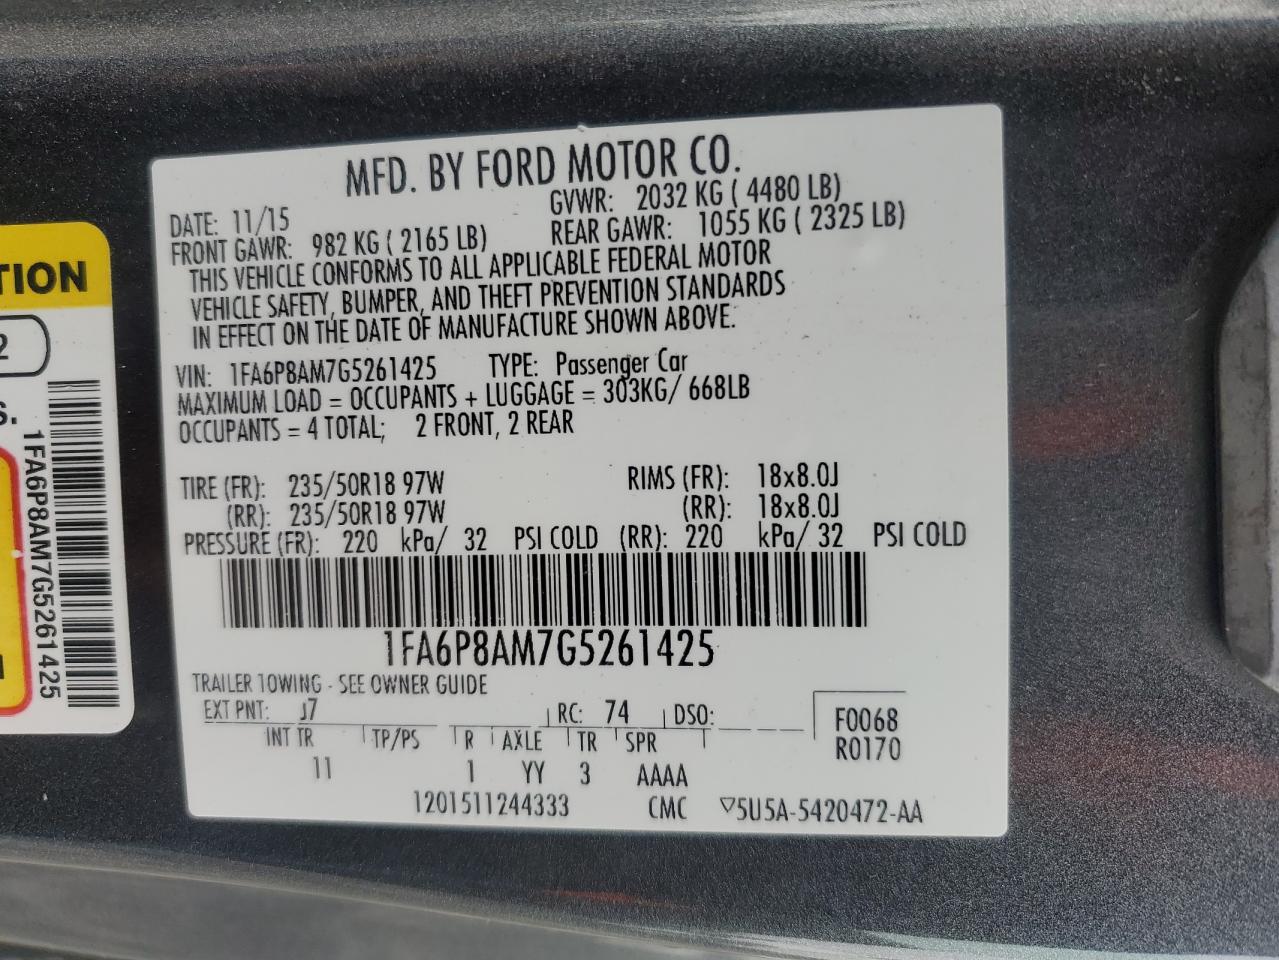 MFD. BY FORD MOTOR CO.
DATE: 11/15 GVWR: 2032 KG ( 4480 LB)
FRONT GAWR: 982 KG ( 2165 LB) REAR GAWR: 1055 KG ( 2325 LB)
THIS VEHICLE CONFORMS TO ALL APPLICABLE FEDERAL MOTOR
VEHICLE SAFETY, BUMPER, AND THEFT PREVENTION STANDARDS
IN EFFECT ON THE DATE OF MANUFACTURE SHOWN ABOVE.
VIN: 1FA6P8AM7G5261425 TYPE: Passenger Car
MAXIMUM LOAD = OCCUPANTS + LUGGAGE = 303KG/ 668LB
OCCUPANTS = 4 TOTAL; 2 FRONT, 2 REAR
TIRE (FR): 235/50R18 97W RIMS (FR): 18x8.0J
(RR): 235/50R18 97W (RR): 18x8.0J
PRESSURE (FR): 220 kPa/ 32 PSI COLD (RR): 220 kPa/ 32 PSI COLD
1FA6P8AM7G5261425
TRAILER TOWING - SEE OWNER GUIDE
EXT PNT: J7 RC: 74 DSO: F0068
INT TR TP/PS R AXLE TR SPR R0170
11 1 YY 3 AAAA
1201511244333 CMC ▽5U5A-5420472-AA
TION
2
S.
1FA6P8AM7G5261425